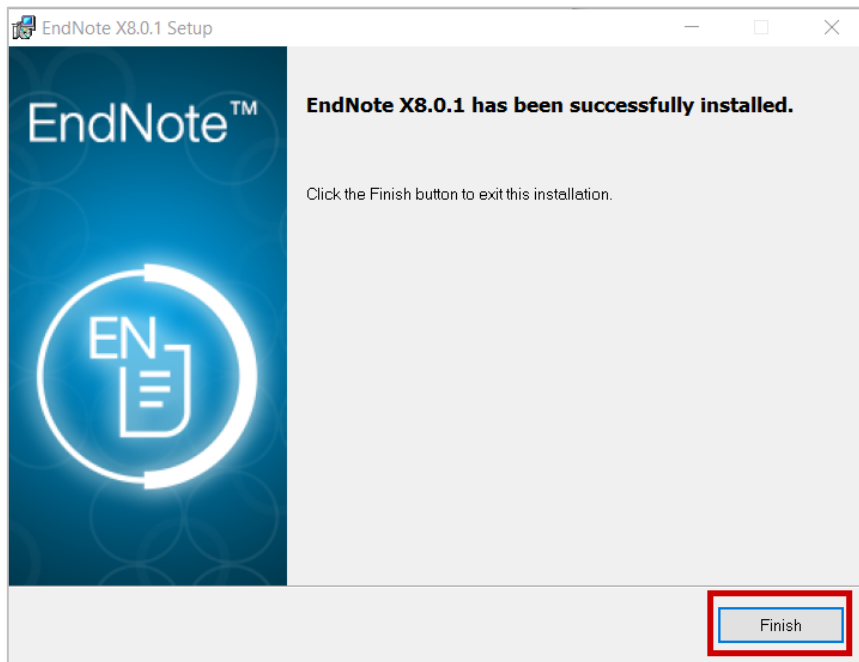 EndNote X8.0.1 Setup
EndNote™
EndNote X8.0.1 has been successfully installed.
Click the Finish button to exit this installation.
EN
Finish